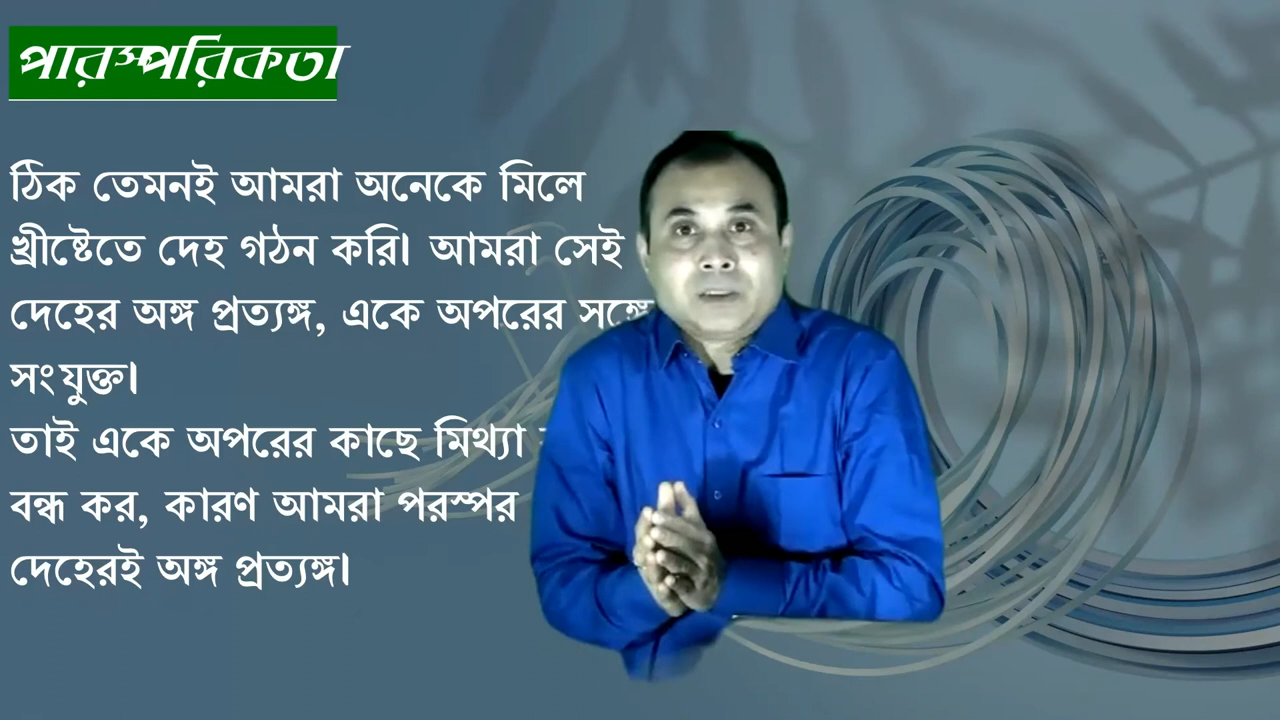 পারস্পরিকতা
ঠিক তেমনই আমরা অনেকে মিলে
খ্রীষ্টেতে দেহ গঠন করি। আমরা সেই
দেহের অঙ্গ প্রত্যঙ্গ, একে অপরের সঙ্গে
সংযুক্ত।
তাই একে অপরের কাছে মিথ্যা
বন্ধ কর, কারণ আমরা পরস্পর
দেহেরই অঙ্গ প্রত্যঙ্গ।